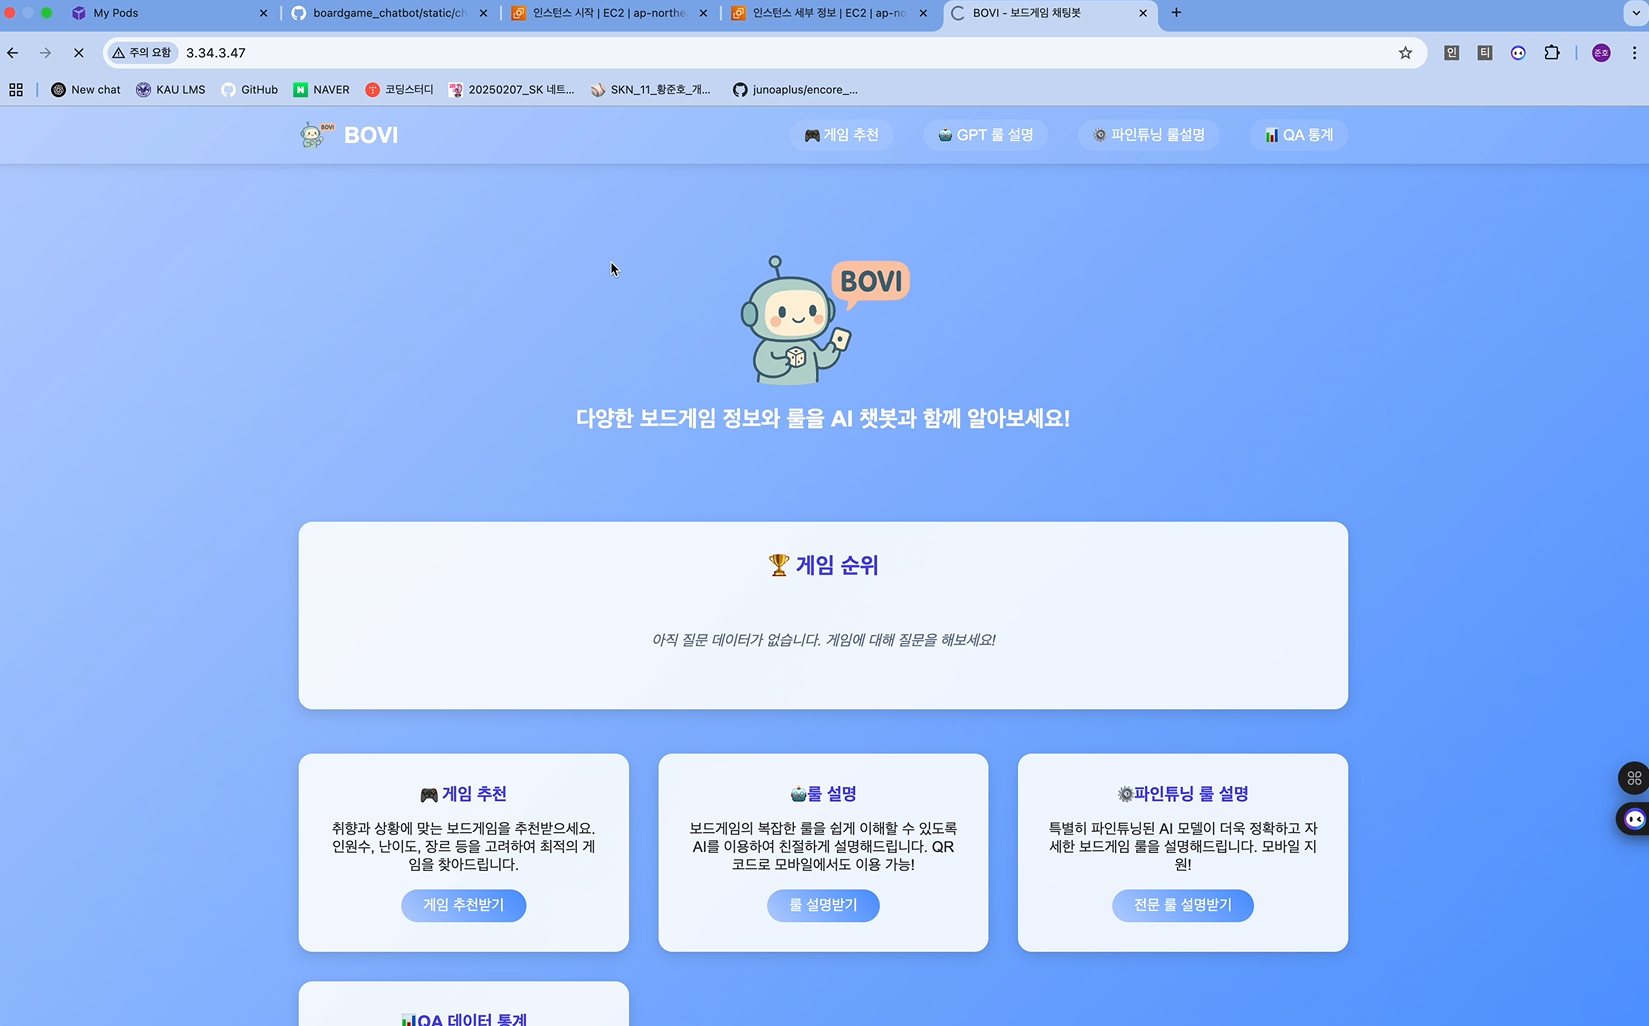 My Pods
boardgame_chatbot/static/ch
인스턴스 시작 | EC2 | ap-northe
인스턴스 세부 정보 | EC2 | ap-no
BOVI - 보드게임 채팅봇
주의 요함
3.34.3.47
인
티
준호
New chat
KAU LMS
GitHub
NAVER
코딩스터디
20250207_SK 네트...
SKN_11_황준호_개...
junoaplus/encore_...
BOVI
BOVI
게임 추천
GPT 룰 설명
파인튜닝 룰설명
QA 통계
BOVI
다양한 보드게임 정보와 룰을 AI 챗봇과 함께 알아보세요!
게임 순위
아직 질문 데이터가 없습니다. 게임에 대해 질문을 해보세요!
게임 추천
취향과 상황에 맞는 보드게임을 추천받으세요.
인원수, 난이도, 장르 등을 고려하여 최적의 게
임을 찾아드립니다.
게임 추천받기
룰 설명
보드게임의 복잡한 룰을 쉽게 이해할 수 있도록
AI를 이용하여 친절하게 설명해드립니다. QR
코드로 모바일에서도 이용 가능!
룰 설명받기
파인튜닝 룰 설명
특별히 파인튜닝된 AI 모델이 더욱 정확하고 자
세한 보드게임 룰을 설명해드립니다. 모바일 지
원!
전문 룰 설명받기
QA 데이터 통계